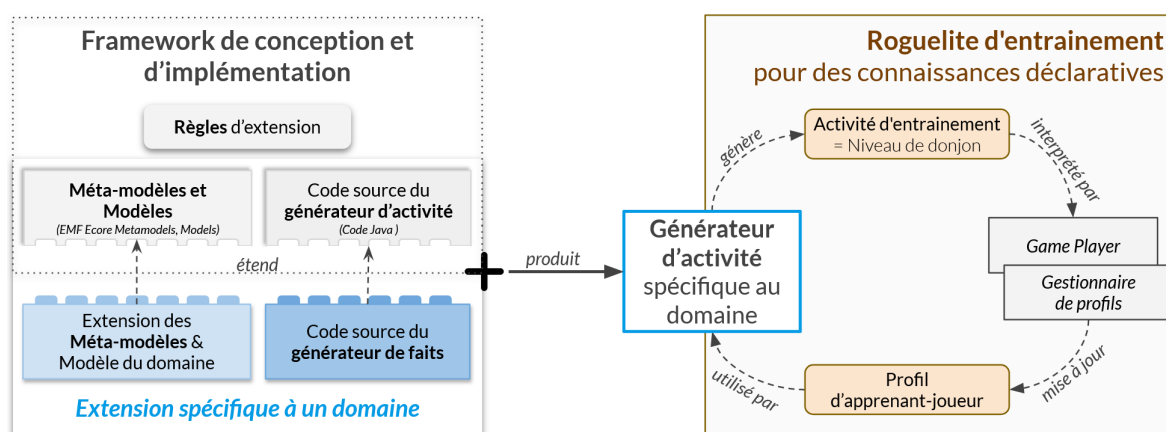 Framework de conception et
d’implémentation
Règles d’extension
Méta-modèles et
Modèles
(EMF Ecore Metamodels, Models)
Code source du
générateur d’activité
(Code Java )
étend
Extension des
Méta-modèles &
Modèle du domaine
Code source du
générateur de faits
Extension spécifique à un domaine
produit
Générateur
d’activité
spécifique au
domaine
Roguelite d'entrainement
pour des connaissances déclaratives
génère
Activité d'entrainement
= Niveau de donjon
interprété par
Game Player
Gestionnaire
de profils
mise à jour
Profil
d’apprenant-joueur
utilisé par